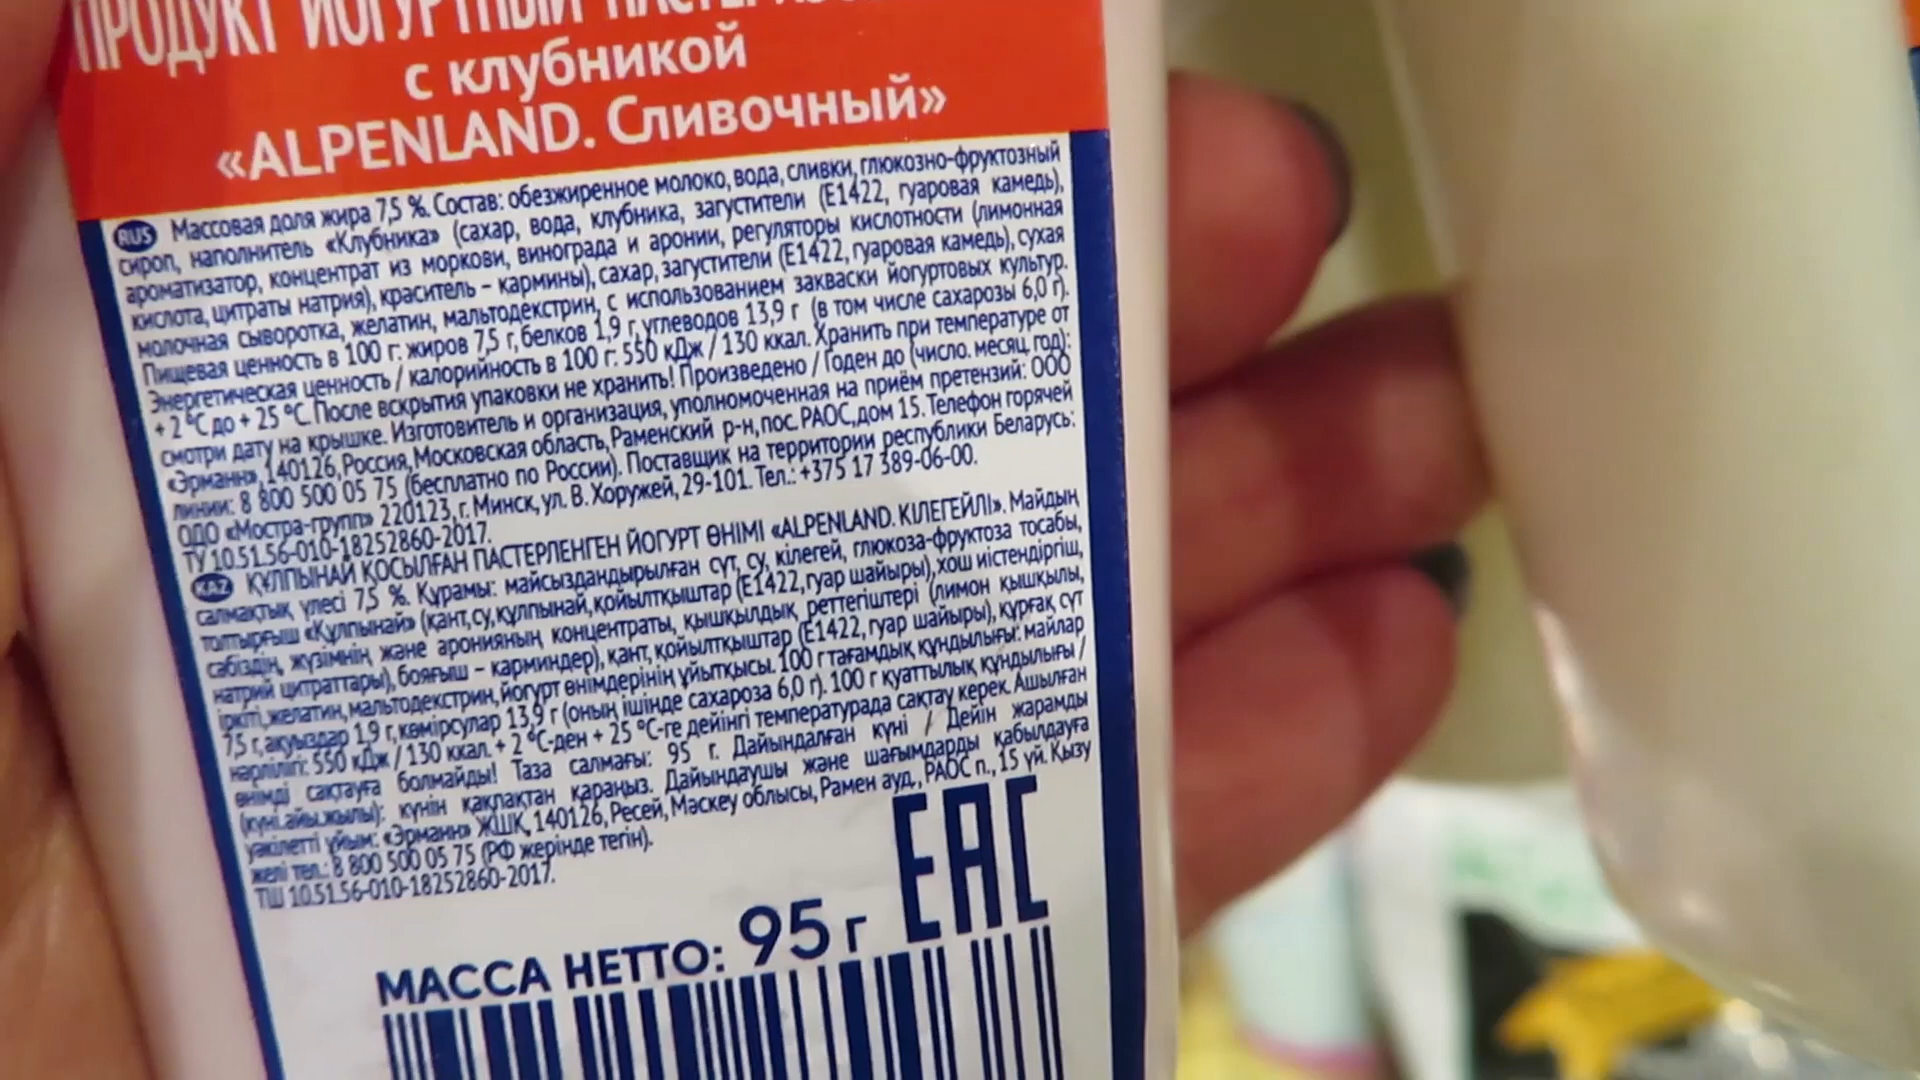 ПРОДУКТ ЙОГУРТНЫЙ
с клубникой
«ALPENLAND. Сливочный»
RUS Массовая доля жира 7,5 %. Состав: обезжиренное молоко, вода, сливки, глюкозно-фруктозный
сироп, наполнитель «Клубника» (сахар, вода, клубника, загустители (Е1422, гуаровая камедь),
ароматизатор, концентрат из моркови, винограда и аронии, регуляторы кислотности (лимонная
кислота, цитраты натрия), краситель – кармины), сахар, загустители (Е1422, гуаровая камедь), сухая
молочная сыворотка, желатин, мальтодекстрин, с использованием закваски йогуртовых культур.
Пищевая ценность в 100 г: жиров 7,5 г, белков 1,9 г, углеводов 13,9 г (в том числе сахарозы 6,0 г).
Энергетическая ценность / калорийность в 100 г: 550 кДж / 130 ккал. Хранить при температуре от
+ 2 °С до + 25 °С. После вскрытия упаковки не хранить! Произведено / Годен до (число. месяц. год):
смотри дату на крышке. Изготовитель и организация, уполномоченная на приём претензий: ООО
«Эрманн», 140126, Россия, Московская область, Раменский р-н, пос. РАОС, дом 15. Телефон горячей
линии: 8 800 500 05 75 (бесплатно по России). Поставщик на территории республики Беларусь:
ОДО «Мостра-групп» 220123, г. Минск, ул. В. Хоружей, 29-101. Тел.: +375 17 389-06-00.
ТУ 10.51.56-010-18252860-2017.
KAZ ҚҰЛПЫНАЙ ҚОСЫЛҒАН ПАСТЕРЛЕНГЕН ЙОГУРТ ӨНІМІ «ALPENLAND. КІЛЕГЕЙЛІ». Майдың
салмақтық үлесі 7,5 %. Құрамы: майсыздандырылған сүт, су, кілегей, глюкоза-фруктоза тосабы,
толтырғыш «Құлпынай» (қант, су, құлпынай, қойылтқыштар (Е1422, гуар шайыры), хош иістендіргіш,
сәбіздің, жүзімнің және аронияның концентраты, қышқылдық реттегіштері (лимон қышқылы,
натрий цитраттары), бояғыш – карминдер), қант, қойылтқыштар (Е1422, гуар шайыры), құрғақ сүт
іркіті, желатин, мальтодекстрин, йогурт өнімдерінің ұйытқысы. 100 г тағамдық құндылығы: майлар
7,5 г, ақуыздар 1,9 г, көмірсулар 13,9 г (оның ішінде сахароза 6,0 г). 100 г қуаттылық құндылығы /
нәрлілігі: 550 кДж / 130 ккал. + 2 °С-ден + 25 °С-ге дейінгі температурада сақтау керек. Ашылған
өнімді сақтауға болмайды! Таза салмағы: 95 г. Дайындалған күні / Дейін жарамды
(күні.айы.жылы): күнін қақпақтан қараңыз. Дайындаушы және шағымдарды қабылдауға
уәкілетті ұйым: «Эрманн» ЖШҚ, 140126, Ресей, Мәскеу облысы, Рамен ауд., РАОС п., 15 үй. Қызу
желі тел.: 8 800 500 05 75 (РФ жерінде тегін).
ТШ 10.51.56-010-18252860-2017.
ЕАС
МАССА НЕТТО: 95 г